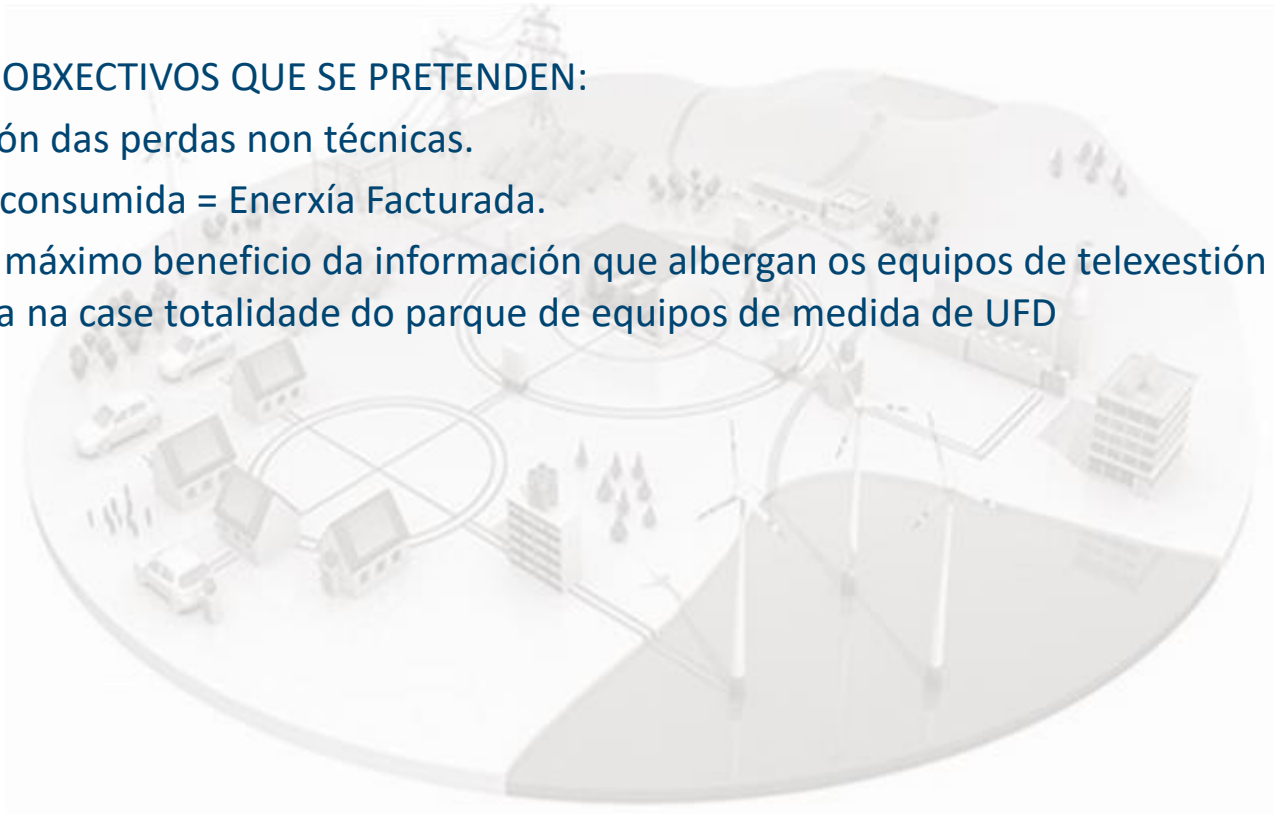 OBXECTIVOS QUE SE PRETENDEN:
ón das perdas non técnicas.
consumida = Enerxía Facturada.
máximo beneficio da información que albergan os equipos de telexestión
a na case totalidade do parque de equipos de medida de UFD